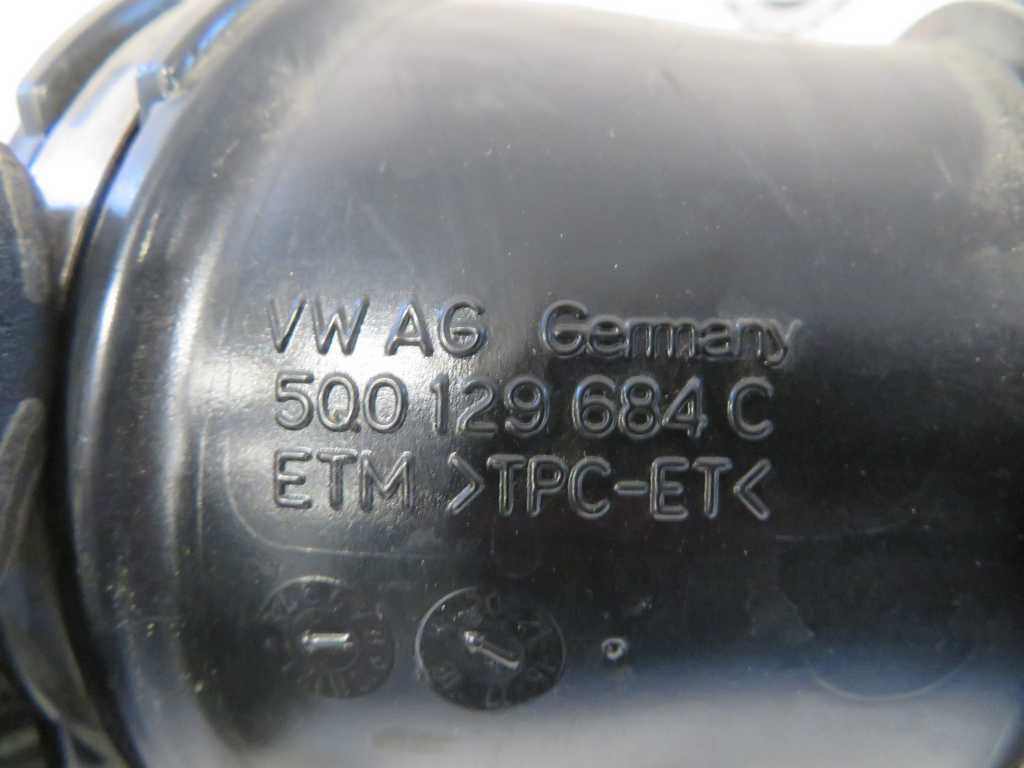 VW AG Germany
5Q0 129 684 C
ETM >TPC-ET<